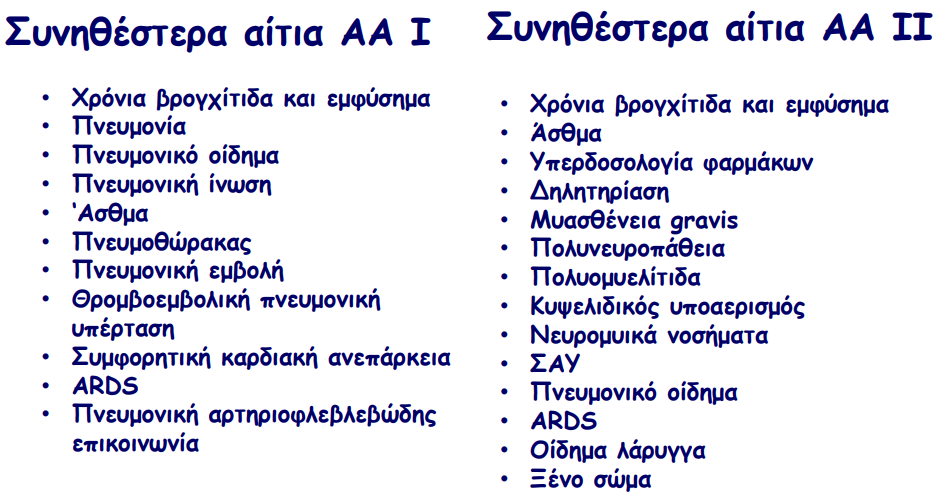 Συνηθέστερα αίτια ΑΑ Ι
• Χρόνια βρογχίτιδα και εμφύσημα
• Πνευμονία
• Πνευμονικό οίδημα
• Πνευμονική ίνωση
• 'Ασθμα
• Πνευμοθώρακας
• Πνευμονική εμβολή
• Θρομβοεμβολική πνευμονική
υπέρταση
• Συμφορητική καρδιακή ανεπάρκεια
• ARDS
• Πνευμονική αρτηριοφλεβλεβώδης
επικοινωνία
Συνηθέστερα αίτια ΑΑ ΙΙ
• Χρόνια βρογχίτιδα και εμφύσημα
• Άσθμα
• Υπερδοσολογία φαρμάκων
• Δηλητηρίαση
• Μυασθένεια gravis
• Πολυνευροπάθεια
• Πολυομυελίτιδα
• Κυψελιδικός υποαερισμός
• Νευρομυικά νοσήματα
• ΣΑΥ
• Πνευμονικό οίδημα
• ARDS
• Οίδημα λάρυγγα
• Ξένο σώμα